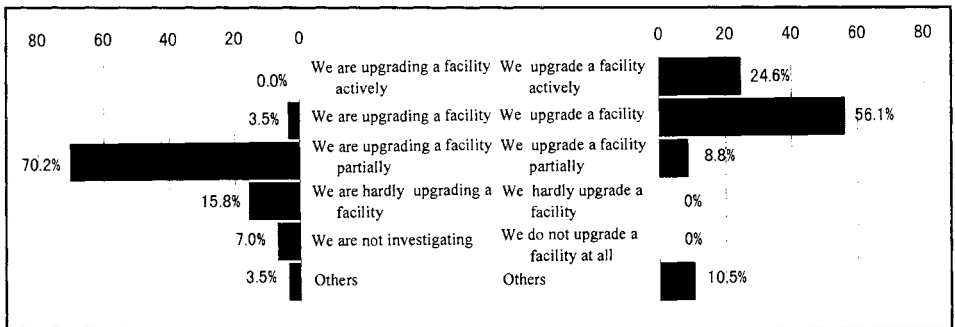 80 60 40 20 0 0 20 40 60 80
0.0% We are upgrading a facility We upgrade a facility 24.6%
actively actively
3.5% We are upgrading a facility We upgrade a facility 56.1%
70.2% We are upgrading a facility We upgrade a facility 8.8%
partially partially
15.8% We are hardly upgrading a We hardly upgrade a 0%
facility facility
7.0% We are not investigating We do not upgrade a 0%
facility at all
3.5% Others Others 10.5%